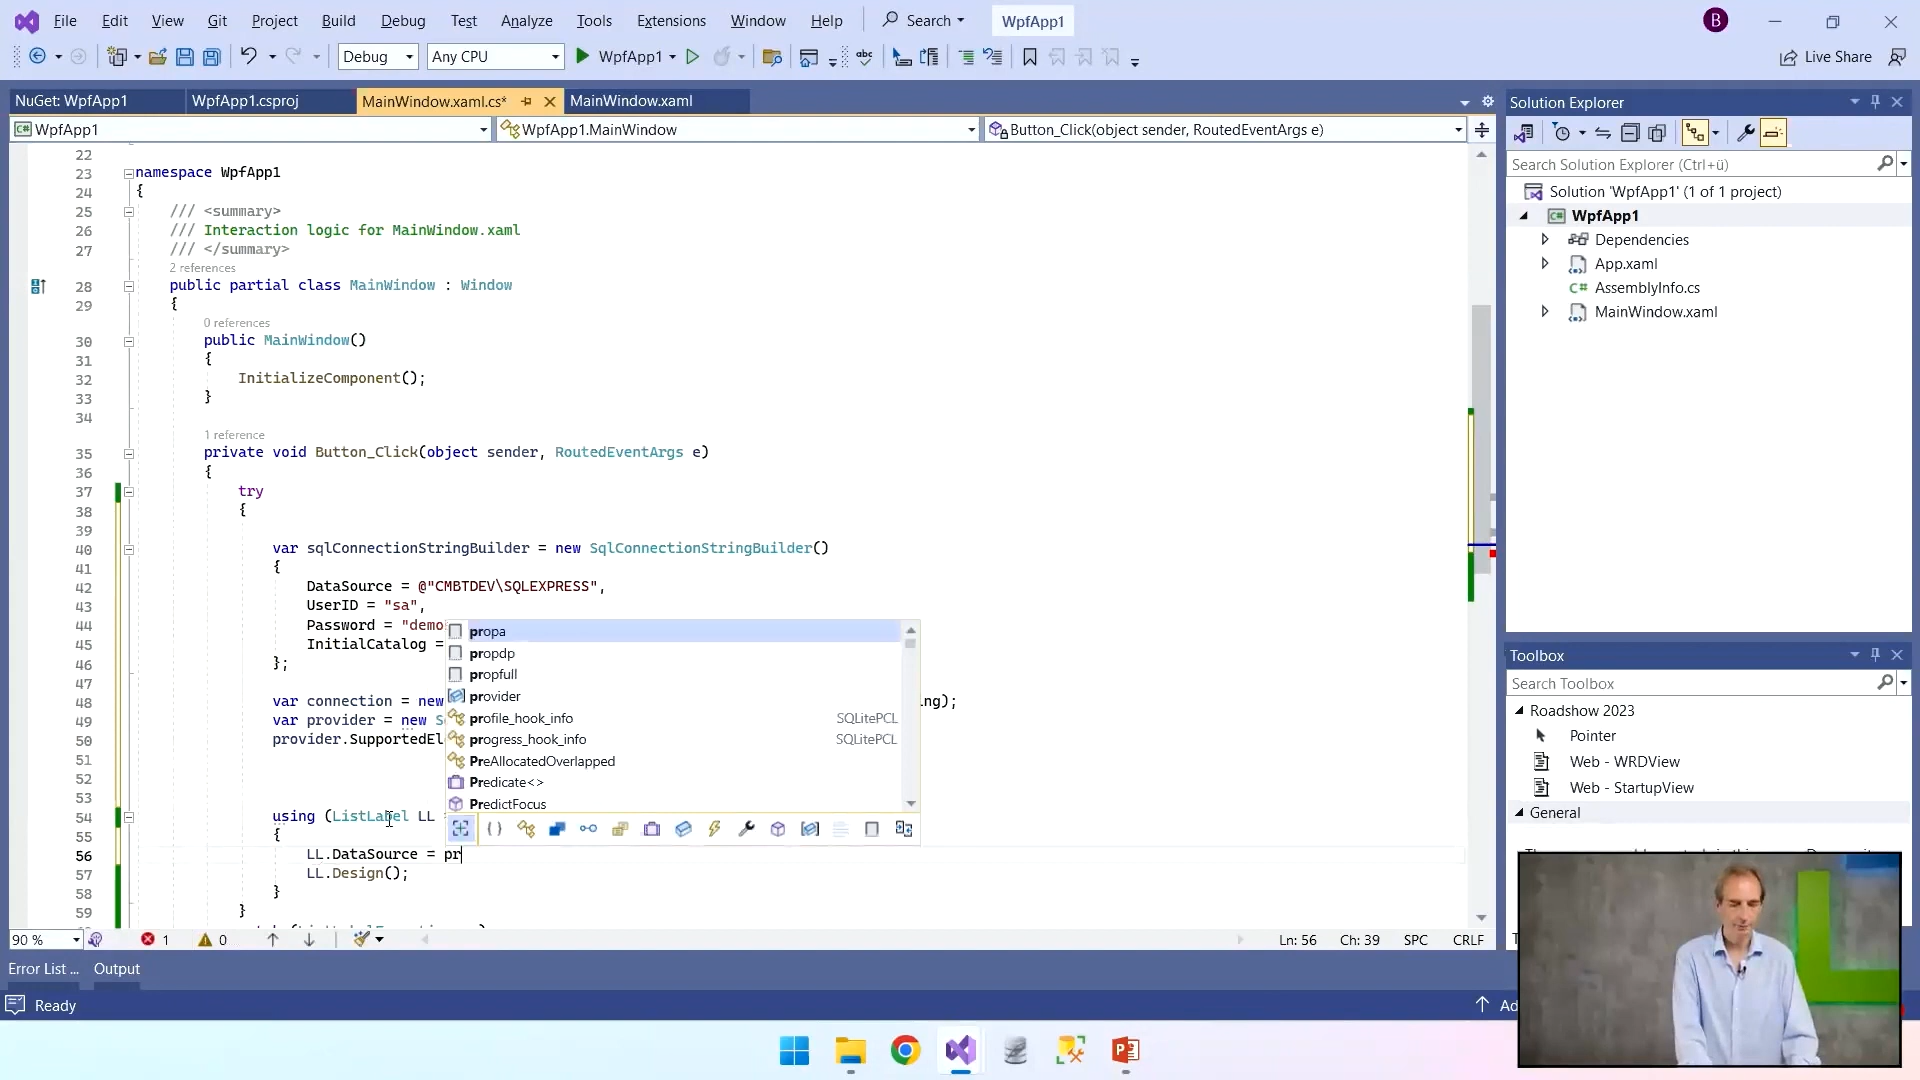 File Edit View Git Project Build Debug Test Analyze Tools Extensions Window Help Search WpfApp1 B
Debug Any CPU WpfApp1 Live Share
NuGet: WpfApp1 WpfApp1.csproj MainWindow.xaml.cs* MainWindow.xaml
WpfApp1 WpfApp1.MainWindow Button_Click(object sender, RoutedEventArgs e)
22
23 namespace WpfApp1
24 {
25 /// <summary>
26 /// Interaction logic for MainWindow.xaml
27 /// </summary>
2 references
28 public partial class MainWindow : Window
29 {
0 references
30 public MainWindow()
31 {
32 InitializeComponent();
33 }
34
1 reference
35 private void Button_Click(object sender, RoutedEventArgs e)
36 {
37 try
38 {
39
40 var sqlConnectionStringBuilder = new SqlConnectionStringBuilder()
41 {
42 DataSource = @"CMBTDEV\SQLEXPRESS",
43 UserID = "sa",
44 Password = "demo
45 InitialCatalog =
46 };
47
48 var connection = new ng);
49 var provider = new S
50 provider.SupportedEl
51
52
53
54 using (ListLabel LL
55 {
56 LL.DataSource = pr
57 LL.Design();
58 }
59 }
propa
propdp
propfull
provider
profile_hook_info SQLitePCL
progress_hook_info SQLitePCL
PreAllocatedOverlapped
Predicate<>
PredictFocus
90 % 1 0 Ln: 56 Ch: 39 SPC CRLF
Error List ... Output
Ready
Solution Explorer
Search Solution Explorer (Ctrl+ü)
Solution 'WpfApp1' (1 of 1 project)
WpfApp1
Dependencies
App.xaml
AssemblyInfo.cs
MainWindow.xaml
Toolbox
Search Toolbox
Roadshow 2023
Pointer
Web - WRDView
Web - StartupView
General